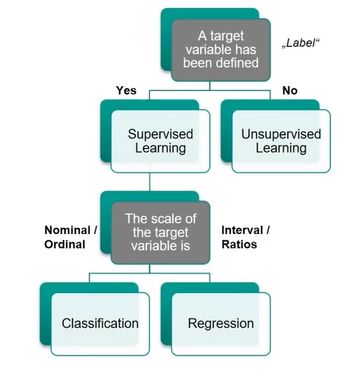 A target
variable has
been defined
„Label“
Yes
No
Supervised
Learning
Unsupervised
Learning
Nominal /
Ordinal
The scale of
the target
variable is
Interval /
Ratios
Classification
Regression